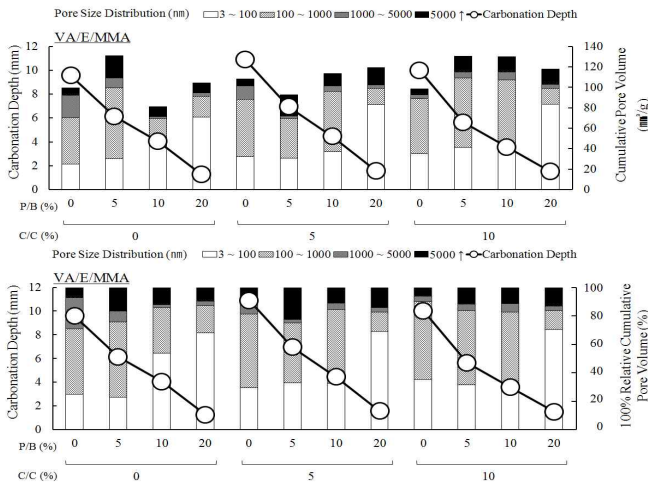 Pore Size Distribution (㎚) 3 ~ 100 100 ~ 1000 1000 ~ 5000 5000 ↑ Carbonation Depth
VA/E/MMA
Carbonation Depth (mm)
12
10
8
6
4
2
0
140
120
100
80
60
40
20
0
Cumulative Pore Volume (㎣/g)
P/B (%) 0 5 10 20 0 5 10 20 0 5 10 20
C/C (%) 0 5 10
Pore Size Distribution (㎚) 3 ~ 100 100 ~ 1000 1000 ~ 5000 5000 ↑ Carbonation Depth
VA/E/MMA
Carbonation Depth (mm)
12
10
8
6
4
2
0
100
80
60
40
20
0
100% Relative Cumulative Pore Volume (%)
P/B (%) 0 5 10 20 0 5 10 20 0 5 10 20
C/C (%) 0 5 10